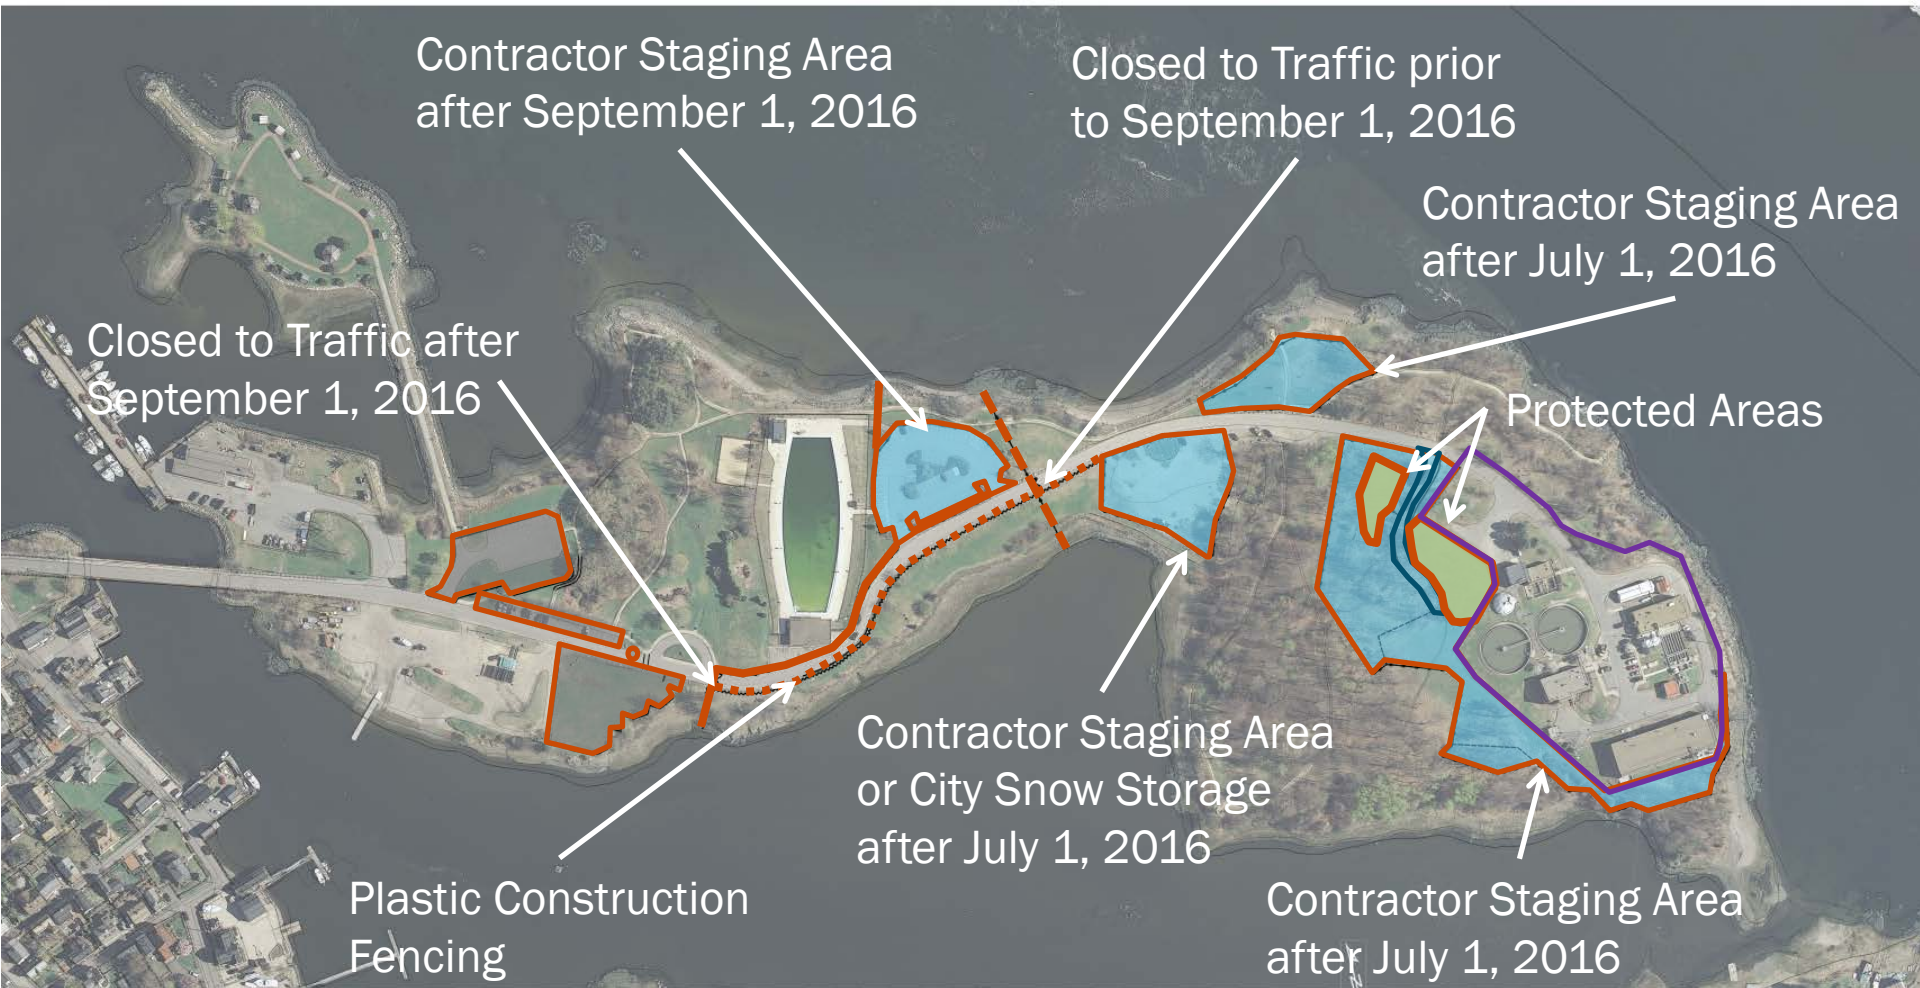 Contractor Staging Area
after September 1, 2016
Closed to Traffic prior
to September 1, 2016
Contractor Staging Area
after July 1, 2016
Closed to Traffic after
September 1, 2016
Protected Areas
Contractor Staging Area
or City Snow Storage
after July 1, 2016
Plastic Construction
Fencing
Contractor Staging Area
after July 1, 2016